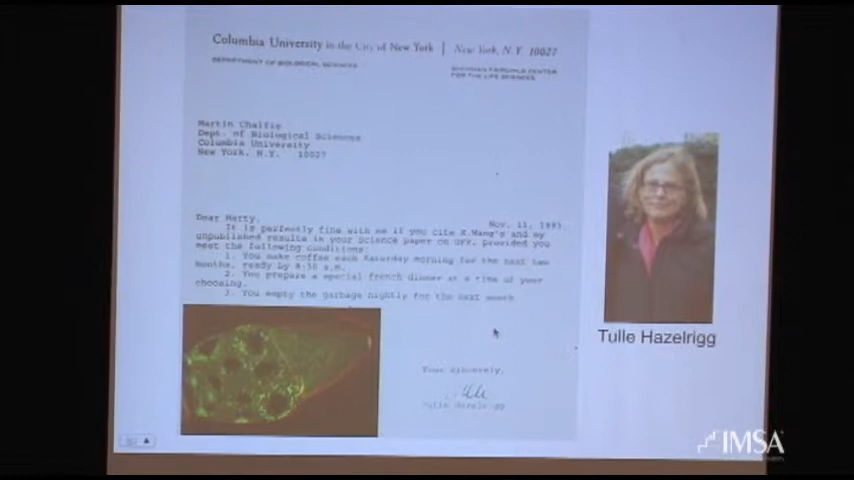 Columbia University in the City of New York | New York, N. Y. 10027
DEPARTMENT OF BIOLOGICAL SCIENCES
SHERMAN FAIRCHILD CENTER
FOR THE LIFE SCIENCES
Martin Chalfie
Dept. of Biological Sciences
Columbia University
New York, N.Y. 10027
Nov. 11, 1993
Dear Marty,
It is perfectly fine with me if you cite S.Wang's and my
unpublished results in your Science paper on GFP, provided you
meet the following conditions:
1. You make coffee each Saturday morning for the next two
months, ready by 8:30 a.m.
2. You prepare a special french dinner at a time of your
choosing.
3. You empty the garbage nightly for the next month
Your sincerely,
Tulle Hazelrigg
Tulle Hazelrigg
IMSA